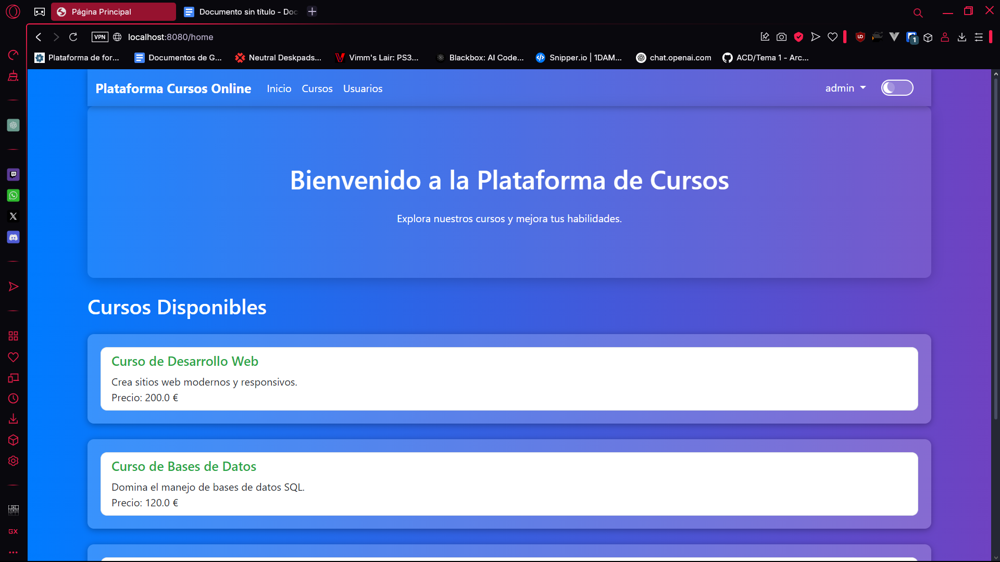 Página Principal
Documento sin título - Doc
VPN
localhost:8080/home
1
Plataforma de for...
Documentos de G...
Neutral Deskpads...
Vimm's Lair: PS3...
Blackbox: AI Code...
Snipper.io | 1DAM...
chat.openai.com
ACD/Tema 1 - Arc...
Plataforma Cursos Online
Inicio
Cursos
Usuarios
admin
Bienvenido a la Plataforma de Cursos
Explora nuestros cursos y mejora tus habilidades.
Cursos Disponibles
Curso de Desarrollo Web
Crea sitios web modernos y responsivos.
Precio: 200.0 €
Curso de Bases de Datos
Domina el manejo de bases de datos SQL.
Precio: 120.0 €
GX